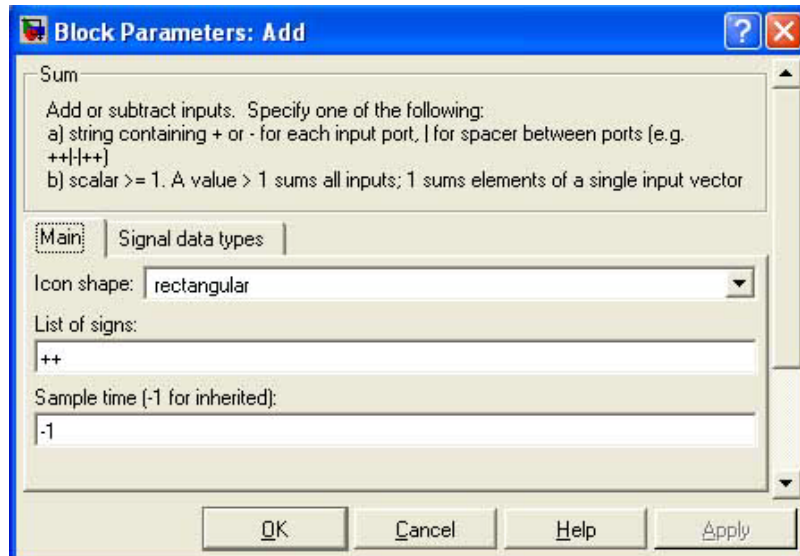 Block Parameters: Add
Sum
Add or subtract inputs. Specify one of the following:
a) string containing + or - for each input port, | for spacer between ports (e.g.
++|-|++)
b) scalar >= 1. A value > 1 sums all inputs; 1 sums elements of a single input vector
Main
Signal data types
Icon shape: rectangular
List of signs:
++
Sample time (-1 for inherited):
-1
OK
Cancel
Help
Apply